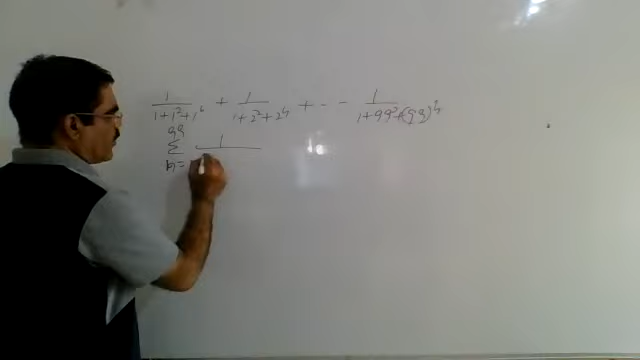 1/(1+1²+1⁴) + 1/(1+2²+2⁴) + - - 1/(1+99²+(99)⁴)
99 Σ n= 1/